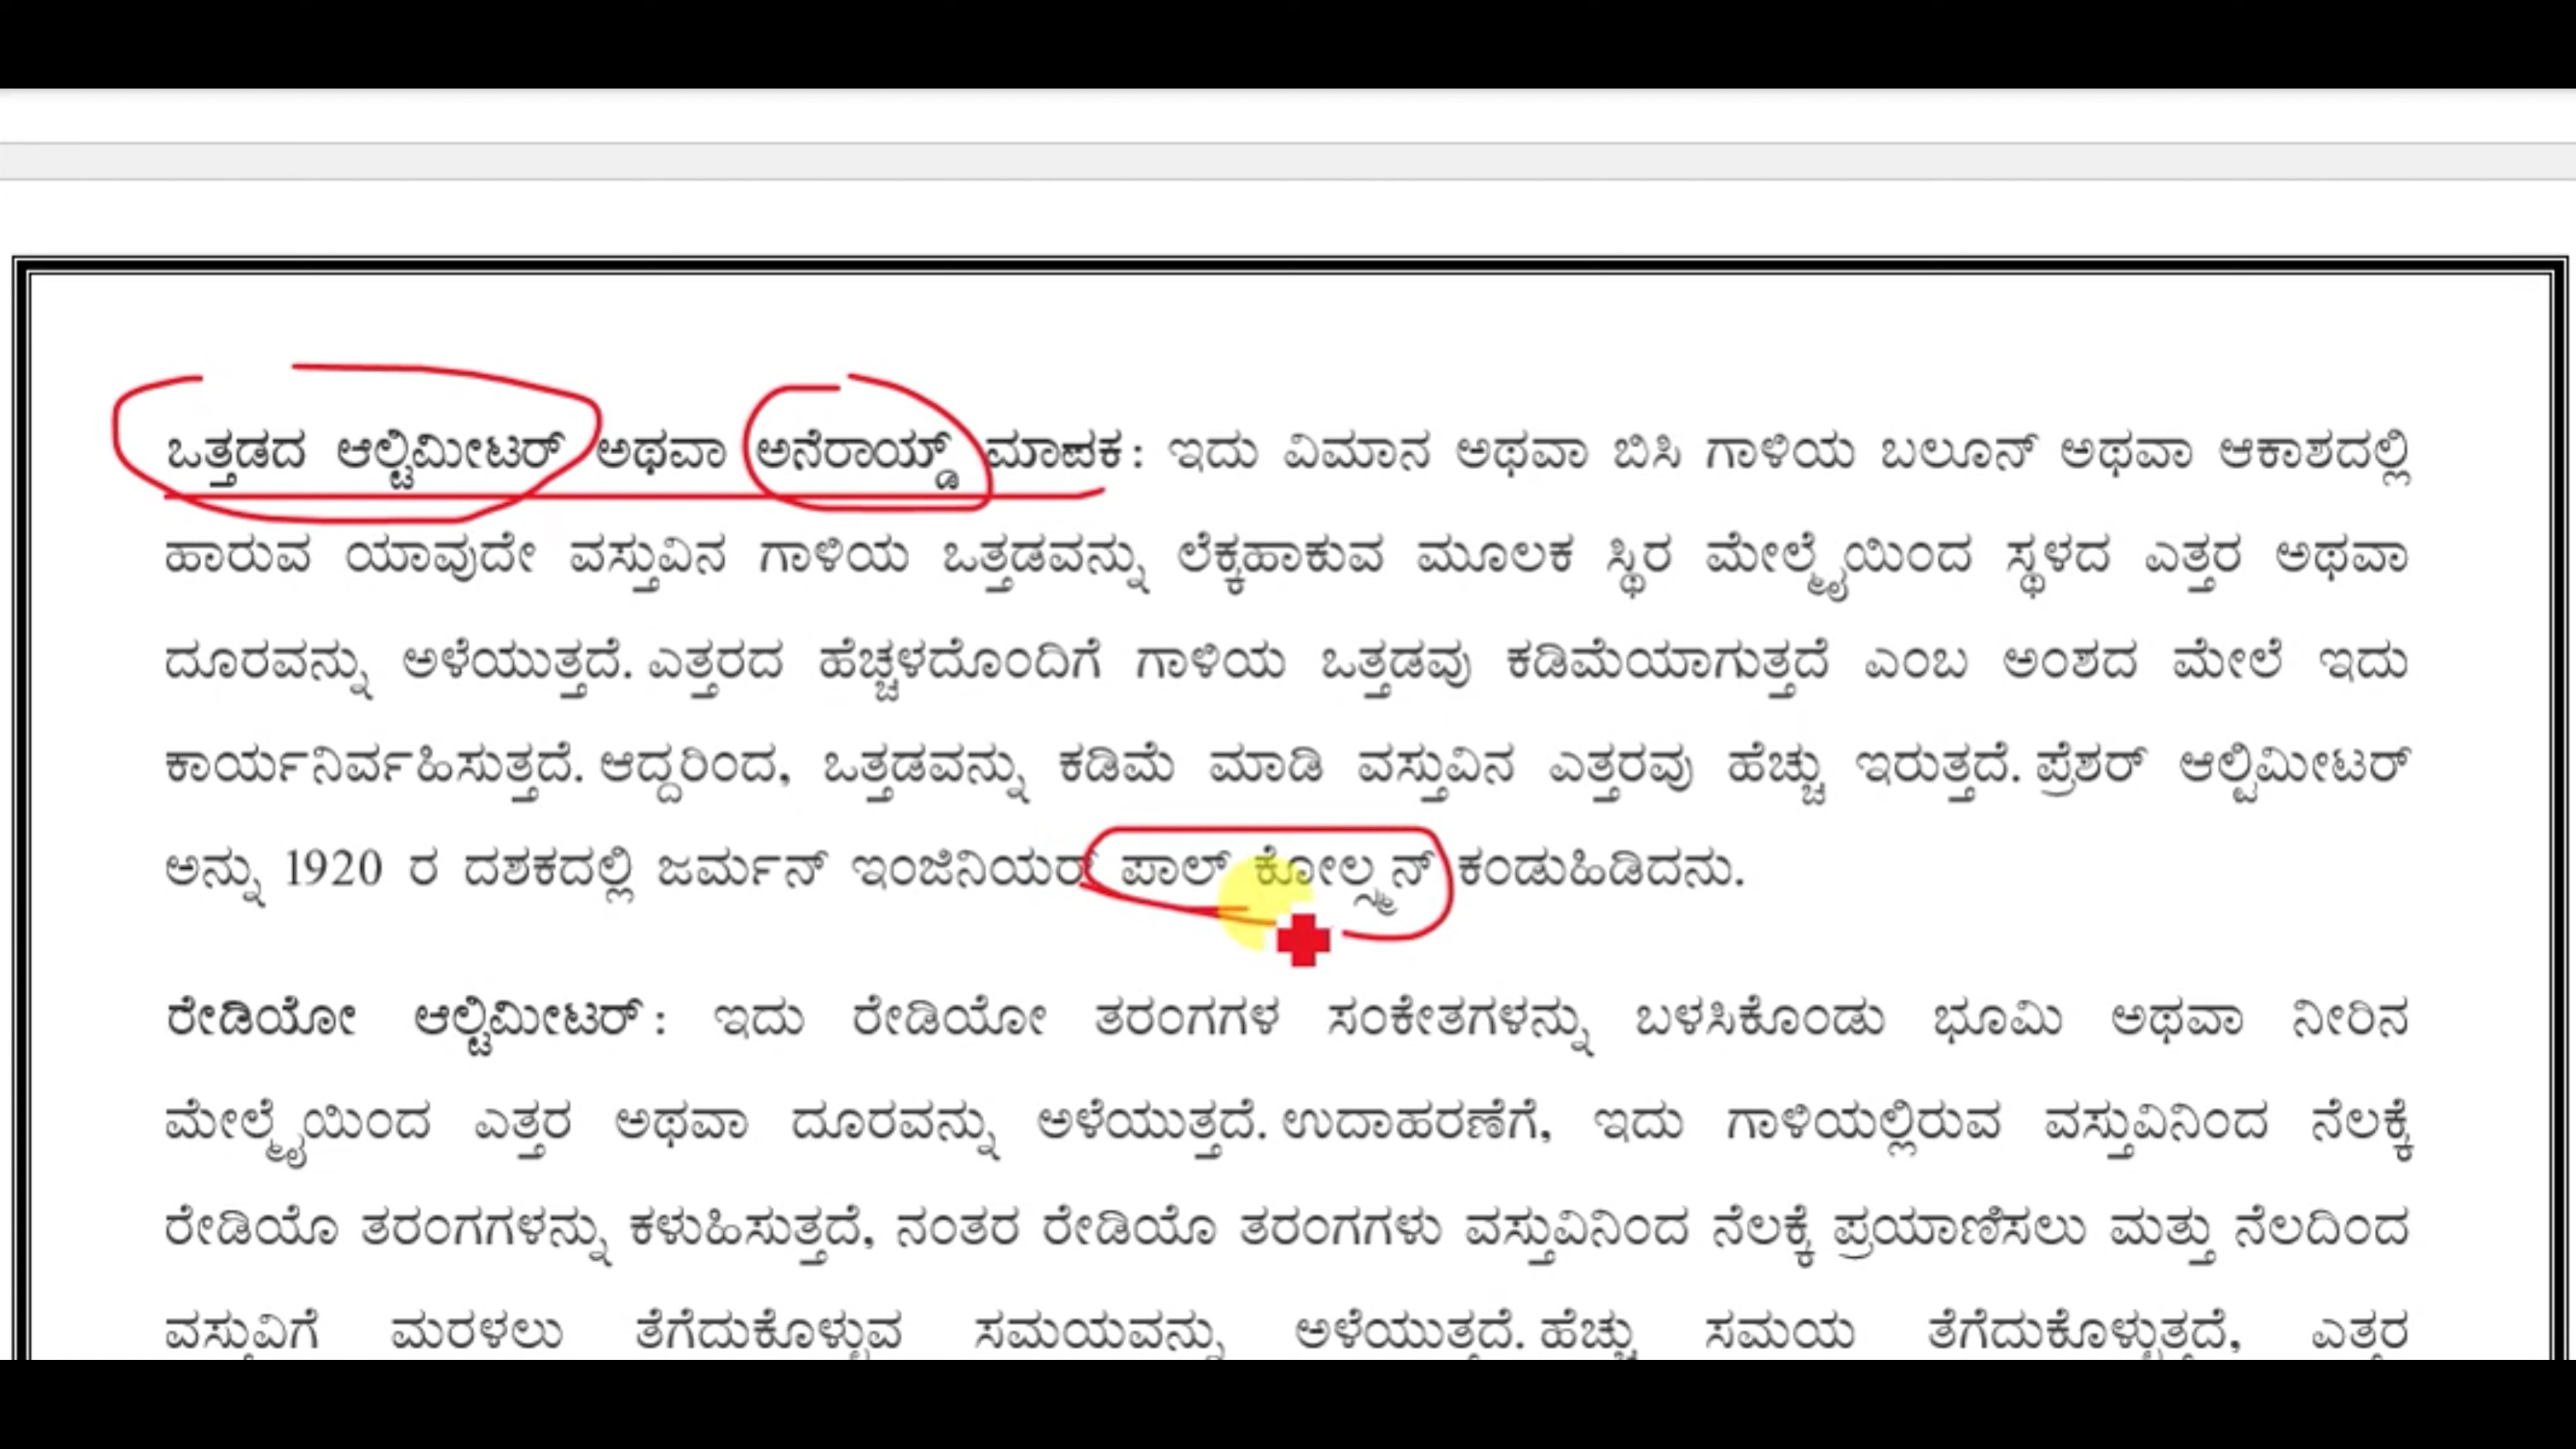 ಒತ್ತಡದ ಆಲ್ಟಿಮೀಟರ್ ಅಥವಾ ಅನೆರಾಯ್ಡ್ ಮಾಪಕ: ಇದು ವಿಮಾನ ಅಥವಾ ಬಿಸಿ ಗಾಳಿಯ ಬಲೂನ್ ಅಥವಾ ಆಕಾಶದಲ್ಲಿ
ಹಾರುವ ಯಾವುದೇ ವಸ್ತುವಿನ ಗಾಳಿಯ ಒತ್ತಡವನ್ನು ಲೆಕ್ಕಹಾಕುವ ಮೂಲಕ ಸ್ಥಿರ ಮೇಲ್ಮೈಯಿಂದ ಸ್ಥಳದ ಎತ್ತರ ಅಥವಾ
ದೂರವನ್ನು ಅಳೆಯುತ್ತದೆ. ಎತ್ತರದ ಹೆಚ್ಚಳದೊಂದಿಗೆ ಗಾಳಿಯ ಒತ್ತಡವು ಕಡಿಮೆಯಾಗುತ್ತದೆ ಎಂಬ ಅಂಶದ ಮೇಲೆ ಇದು
ಕಾರ್ಯನಿರ್ವಹಿಸುತ್ತದೆ. ಆದ್ದರಿಂದ, ಒತ್ತಡವನ್ನು ಕಡಿಮೆ ಮಾಡಿ ವಸ್ತುವಿನ ಎತ್ತರವು ಹೆಚ್ಚು ಇರುತ್ತದೆ. ಪ್ರೆಶರ್ ಆಲ್ಟಿಮೀಟರ್
ಅನ್ನು 1920 ರ ದಶಕದಲ್ಲಿ ಜರ್ಮನ್ ಇಂಜಿನಿಯರ್ ಪಾಲ್ ಕೋಲ್ಸ್ಮನ್ ಕಂಡುಹಿಡಿದನು.
ರೇಡಿಯೋ ಆಲ್ಟಿಮೀಟರ್: ಇದು ರೇಡಿಯೋ ತರಂಗಗಳ ಸಂಕೇತಗಳನ್ನು ಬಳಸಿಕೊಂಡು ಭೂಮಿ ಅಥವಾ ನೀರಿನ
ಮೇಲ್ಮೈಯಿಂದ ಎತ್ತರ ಅಥವಾ ದೂರವನ್ನು ಅಳೆಯುತ್ತದೆ. ಉದಾಹರಣೆಗೆ, ಇದು ಗಾಳಿಯಲ್ಲಿರುವ ವಸ್ತುವಿನಿಂದ ನೆಲಕ್ಕೆ
ರೇಡಿಯೊ ತರಂಗಗಳನ್ನು ಕಳುಹಿಸುತ್ತದೆ, ನಂತರ ರೇಡಿಯೊ ತರಂಗಗಳು ವಸ್ತುವಿನಿಂದ ನೆಲಕ್ಕೆ ಪ್ರಯಾಣಿಸಲು ಮತ್ತು ನೆಲದಿಂದ
ವಸ್ತುವಿಗೆ ಮರಳಲು ತೆಗೆದುಕೊಳ್ಳುವ ಸಮಯವನ್ನು ಅಳೆಯುತ್ತದೆ. ಹೆಚ್ಚು ಸಮಯ ತೆಗೆದುಕೊಳ್ಳುತ್ತದೆ, ಎತ್ತರ